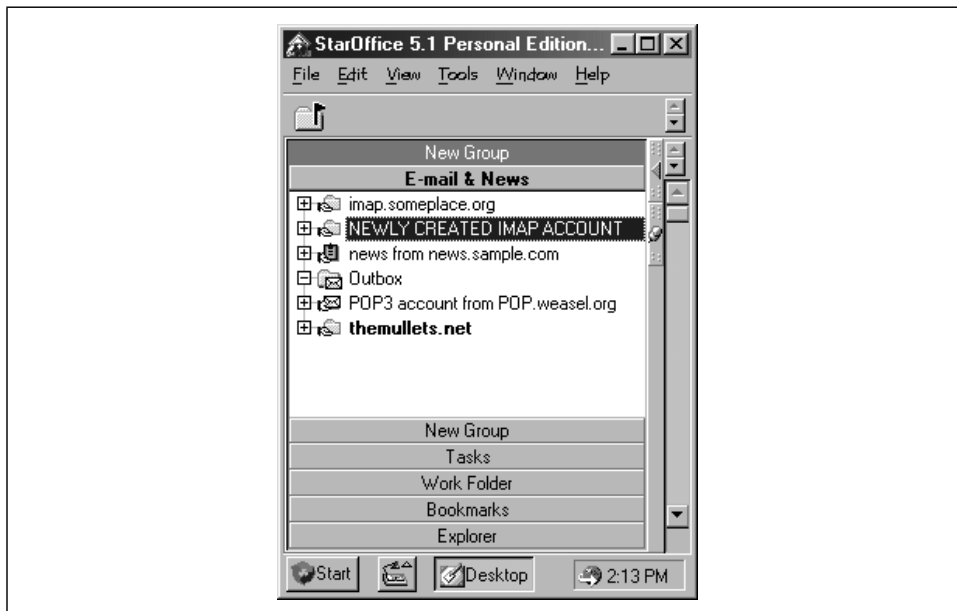 StarOffice 5.1 Personal Edition...
File Edit View Tools Window Help
New Group
E-mail & News
imap.someplace.org
NEWLY CREATED IMAP ACCOUNT
news from news.sample.com
Outbox
POP3 account from POP.weasel.org
themullets.net
New Group
Tasks
Work Folder
Bookmarks
Explorer
Start Desktop 2:13 PM